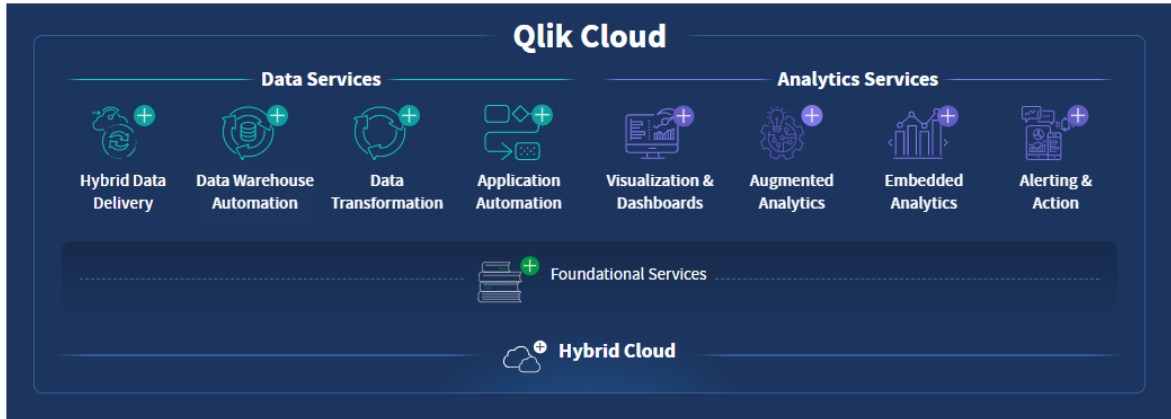 Qlik Cloud
Data Services
Analytics Services
Hybrid Data
Delivery
Data Warehouse
Automation
Data
Transformation
Application
Automation
Visualization &
Dashboards
Augmented
Analytics
Embedded
Analytics
Alerting &
Action
Foundational Services
Hybrid Cloud